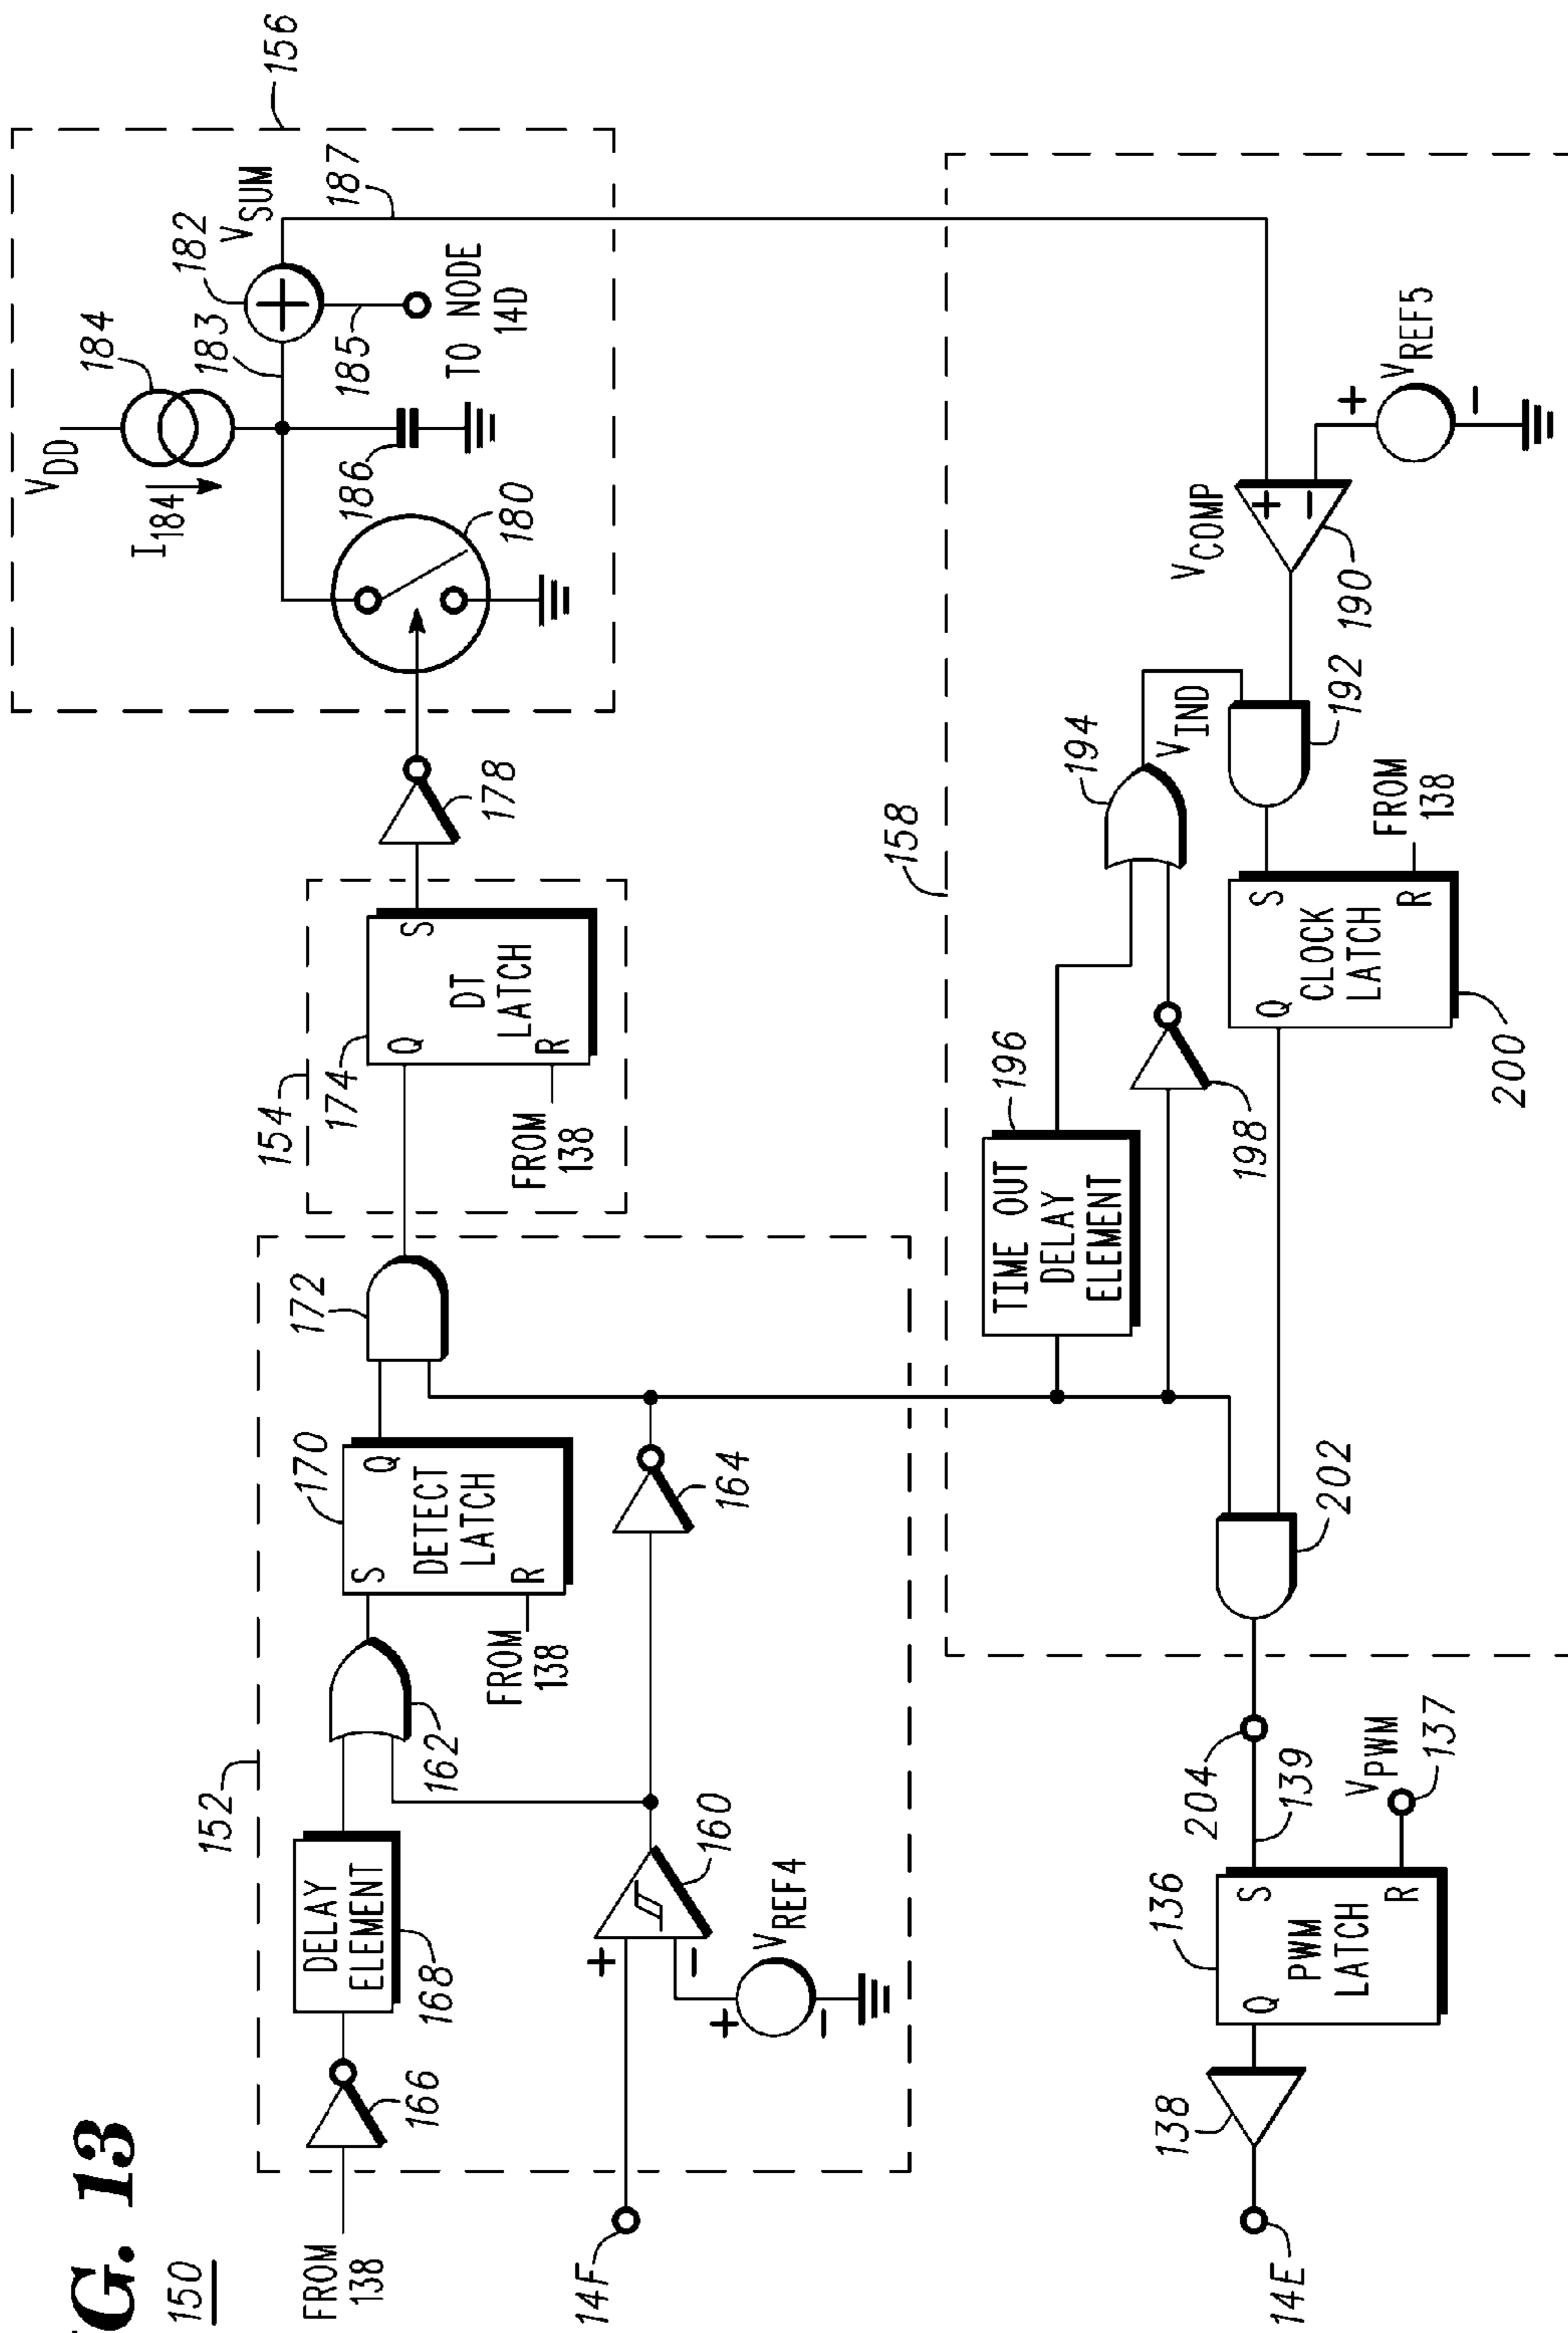 G. 13
150
FROM
138
166
DELAY
ELEMENT
168
152
162
FROM
138
S
Q
R
DETECT
LATCH
170
172
14F
+
−
160
+
−
VREF4
164
154
174
Q
S
R
DT
LATCH
FROM
138
178
156
VDD
184
I184
183
182
VSUM
187
185
TO NODE
14D
186
180
158
TIME OUT
DELAY
ELEMENT
196
194
VIND
198
192
VCOMP
+
−
190
+
−
VREF5
Q
S
R
CLOCK
LATCH
FROM
138
200
202
204
139
VPWM
137
136
Q
S
R
PWM
LATCH
138
14E